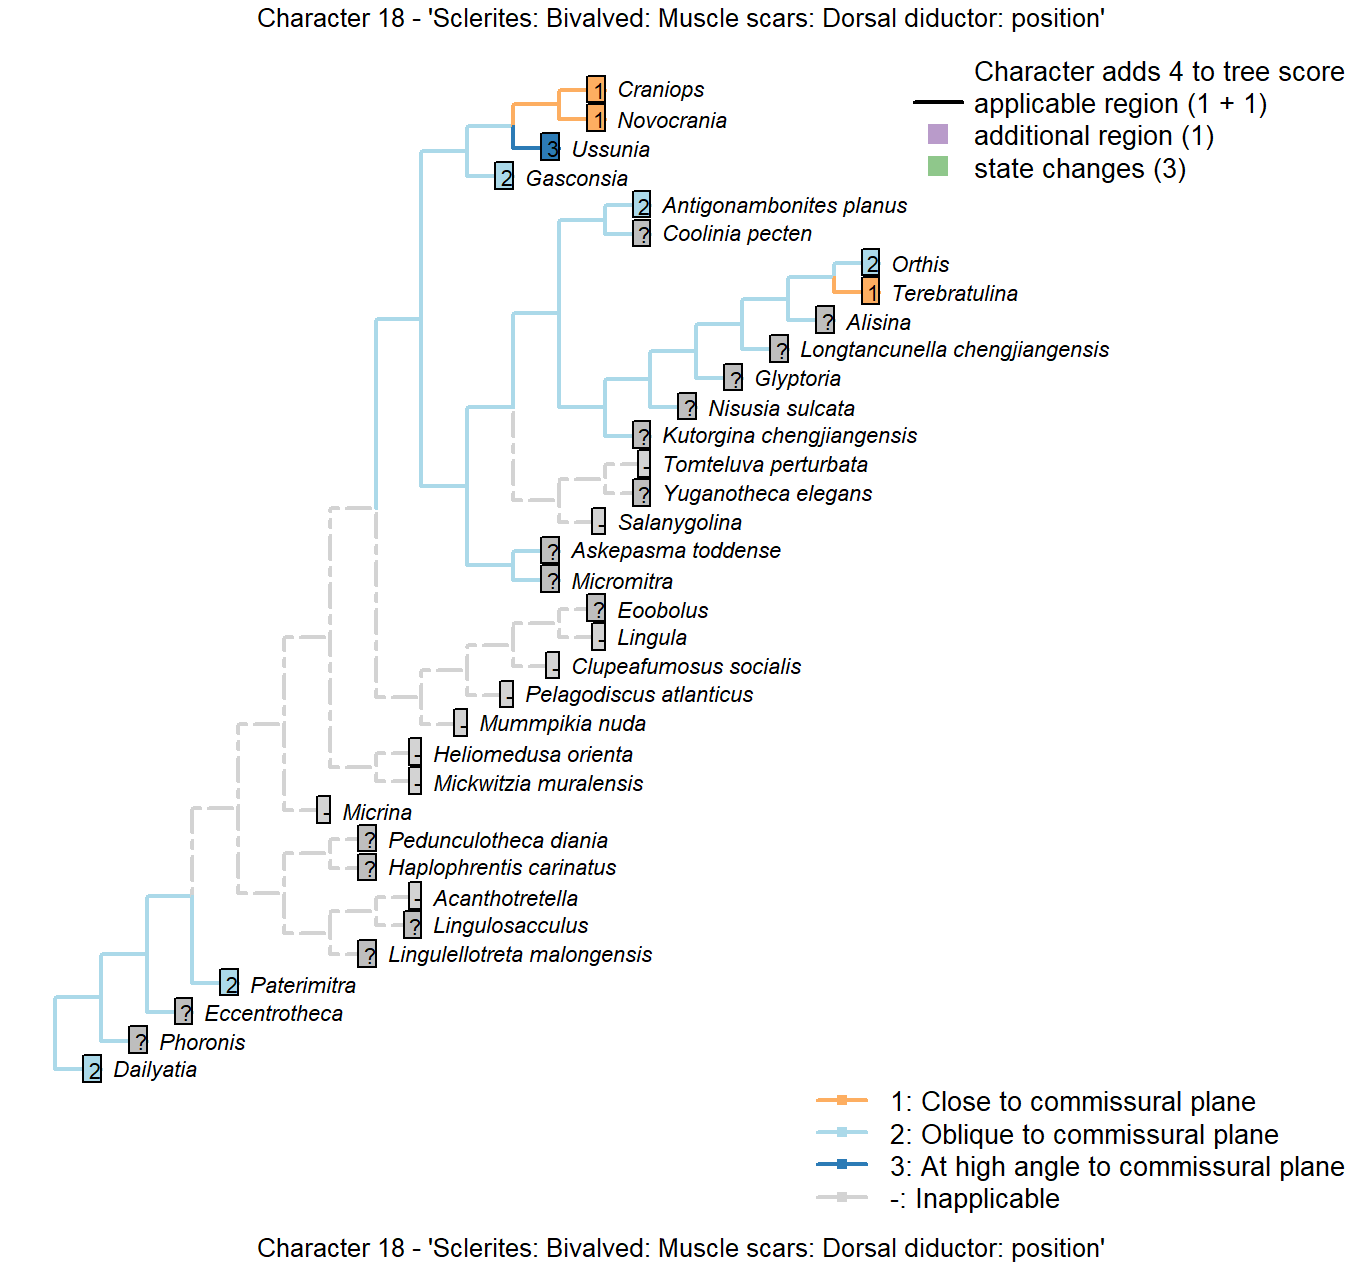 Character 18 - 'Sclerites: Bivalved: Muscle scars: Dorsal diductor: position'
Character adds 4 to tree score
applicable region (1 + 1)
additional region (1)
state changes (3)
1 Craniops
1 Novocrania
3 Ussunia
2 Gasconsia
2 Antigonambonites planus
? Coolinia pecten
2 Orthis
1 Terebratulina
? Alisina
? Longtancunella chengjiangensis
? Glyptoria
? Nisusia sulcata
? Kutorgina chengjiangensis
- Tomteluva perturbata
? Yuganotheca elegans
- Salanygolina
? Askepasma toddense
? Micromitra
? Eoobolus
- Lingula
- Clupeafumosus socialis
- Pelagodiscus atlanticus
- Mummpikia nuda
- Heliomedusa orienta
- Mickwitzia muralensis
- Micrina
? Pedunculotheca diania
? Haplophrentis carinatus
- Acanthotretella
? Lingulosacculus
? Lingulellotreta malongensis
2 Paterimitra
? Eccentrotheca
? Phoronis
2 Dailyatia
1: Close to commissural plane
2: Oblique to commissural plane
3: At high angle to commissural plane
-: Inapplicable
Character 18 - 'Sclerites: Bivalved: Muscle scars: Dorsal diductor: position'